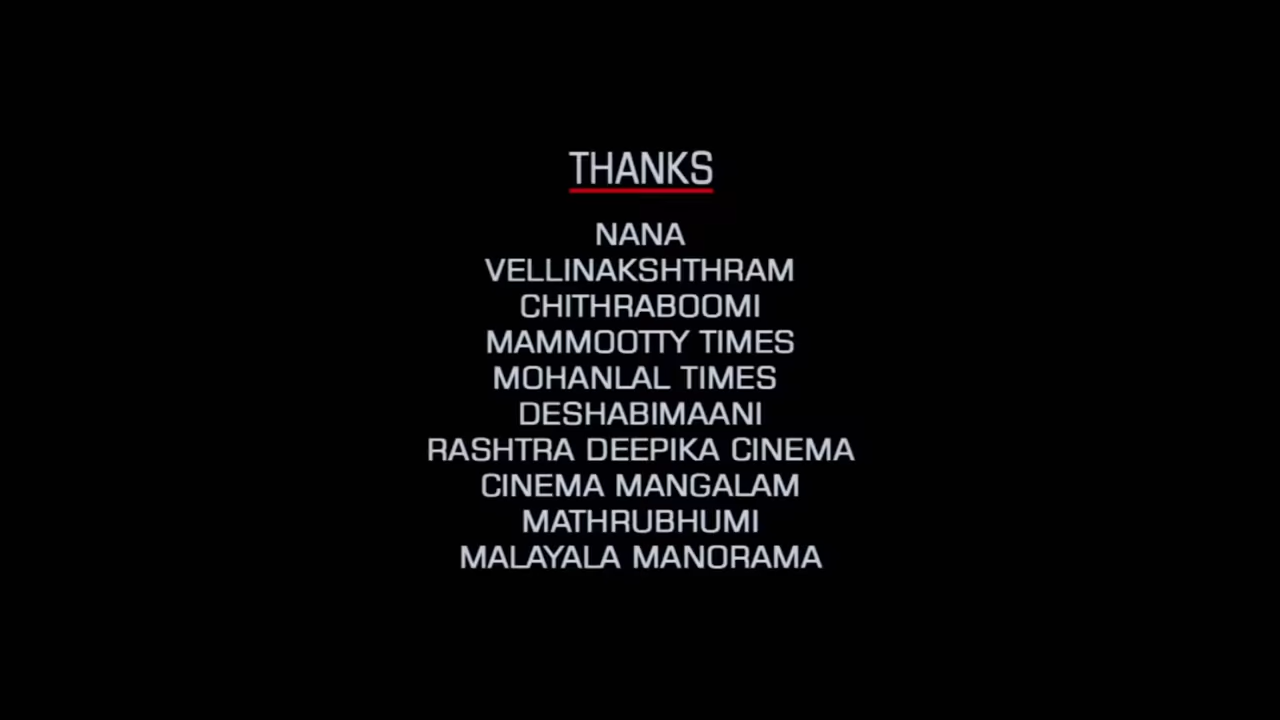 THANKS
NANA
VELLINAKSHTHRAM
CHITHRABOOMI
MAMMOOTTY TIMES
MOHANLAL TIMES
DESHABIMAANI
RASHTRA DEEPIKA CINEMA
CINEMA MANGALAM
MATHRUBHUMI
MALAYALA MANORAMA